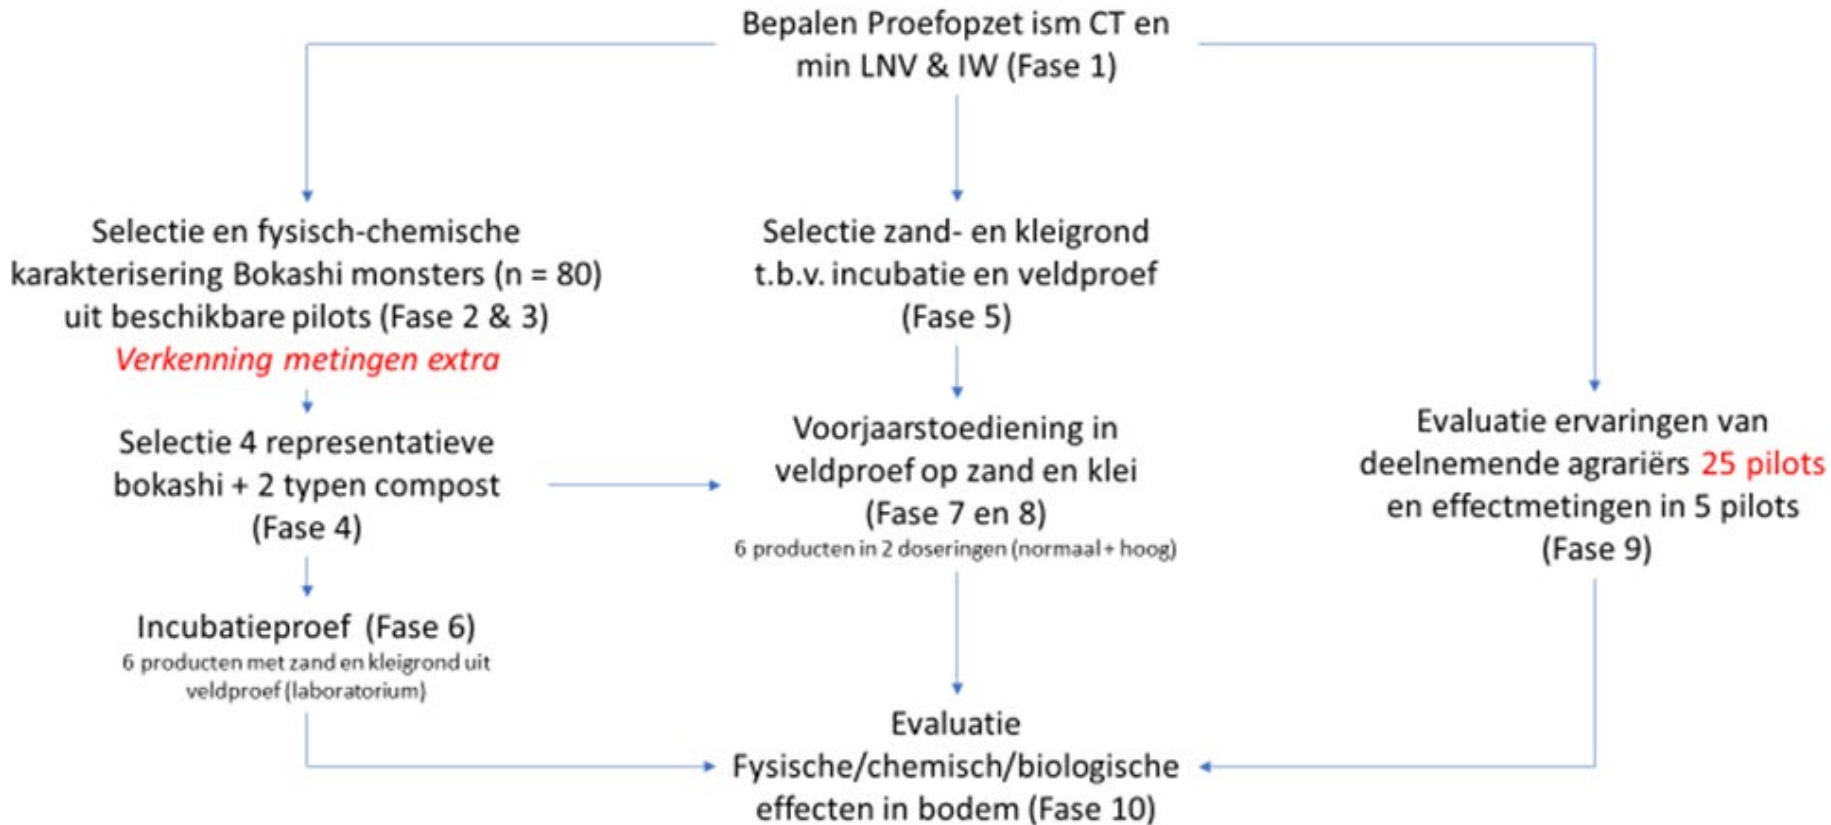 Bepalen Proefopzet ism CT en
min LNV & IW (Fase 1)
Selectie en fysisch-chemische
karakterisering Bokashi monsters (n = 80)
uit beschikbare pilots (Fase 2 & 3)
Verkenning metingen extra
Selectie 4 representatieve
bokashi + 2 typen compost
(Fase 4)
Incubatieproef (Fase 6)
6 producten met zand en kleigrond uit
veldproef (laboratorium)
Selectie zand- en kleigrond
t.b.v. incubatie en veldproef
(Fase 5)
Voorjaarstoediening in
veldproef op zand en klei
(Fase 7 en 8)
6 producten in 2 doseringen (normaal + hoog)
Evaluatie ervaringen van
deelnemende agrariërs 25 pilots
en effectmetingen in 5 pilots
(Fase 9)
Evaluatie
Fysische/chemisch/biologische
effecten in bodem (Fase 10)